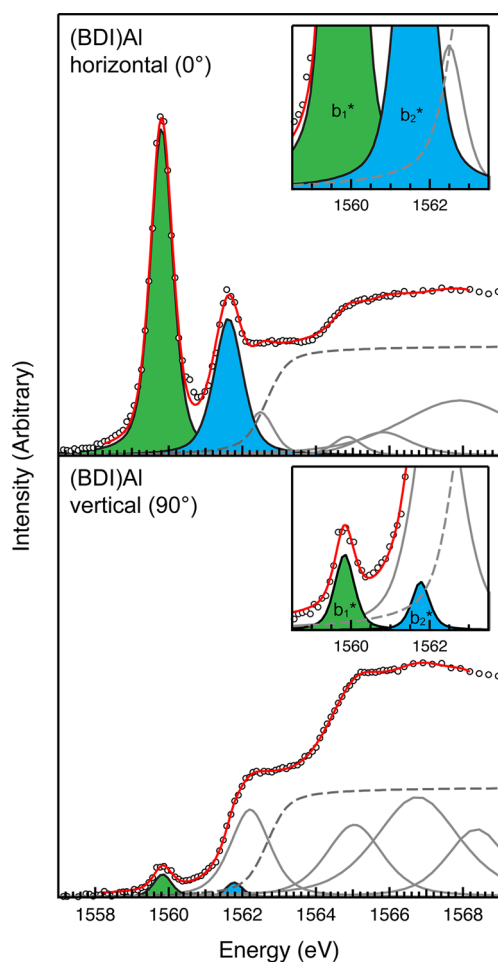 (BDI)Al
horizontal (0°)
b₁*
b₂*
1560
1562
(BDI)Al
vertical (90°)
b₁*
b₂*
1560
1562
Intensity (Arbitrary)
1558
1560
1562
1564
1566
1568
Energy (eV)